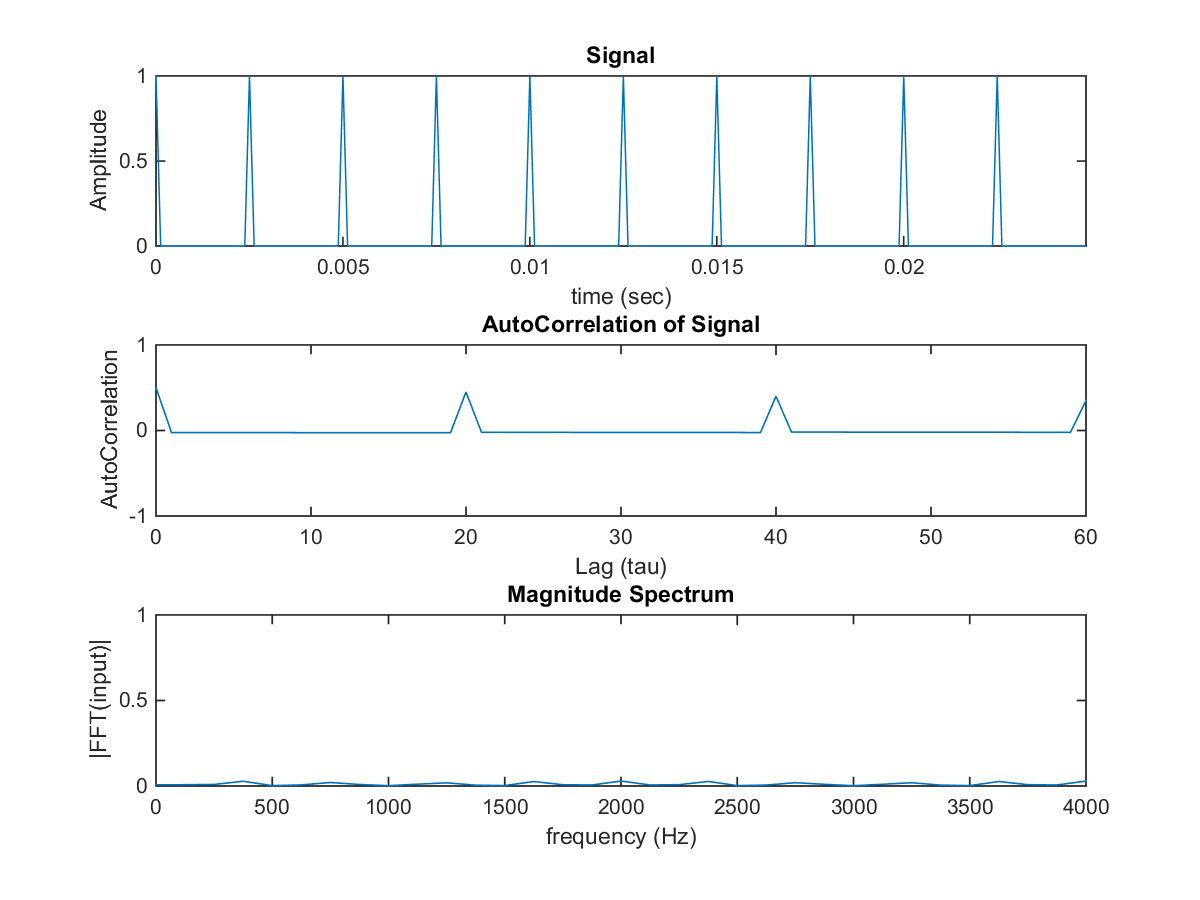 Signal
1
0.5
0
Amplitude
0 0.005 0.01 0.015 0.02
time (sec)
AutoCorrelation of Signal
1
0
-1
AutoCorrelation
0 10 20 30 40 50 60
Lag (tau)
Magnitude Spectrum
1
0.5
0
|FFT(input)|
0 500 1000 1500 2000 2500 3000 3500 4000
frequency (Hz)